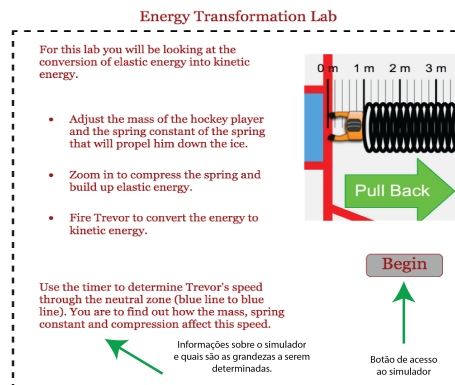 Energy Transformation Lab
For this lab you will be looking at the
conversion of elastic energy into kinetic
energy.
• Adjust the mass of the hockey player
and the spring constant of the spring
that will propel him down the ice.
• Zoom in to compress the spring and
build up elastic energy.
• Fire Trevor to convert the energy to
kinetic energy.
0 m 1 m 2 m 3 m
Pull Back
Begin
Use the timer to determine Trevor's speed
through the neutral zone (blue line to blue
line). You are to find out how the mass, spring
constant and compression affect this speed.
Informações sobre o simulador
e quais são as grandezas a serem
determinadas.
Botão de acesso
ao simulador